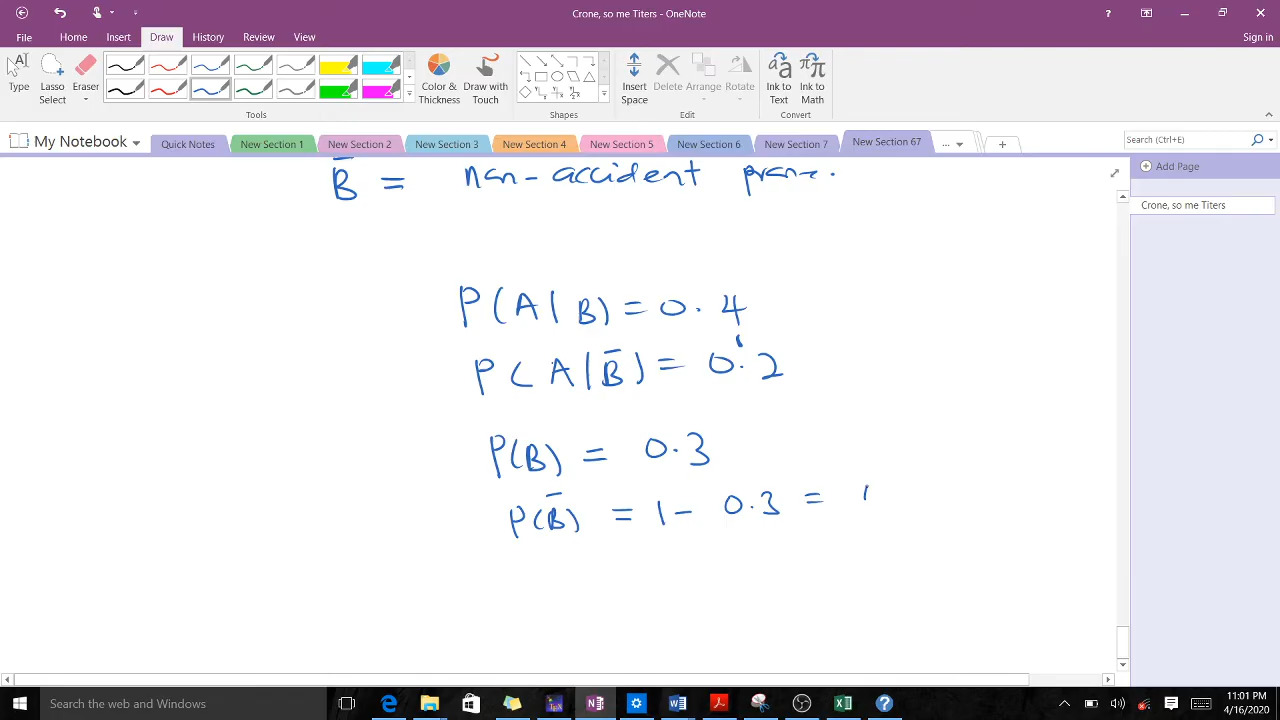 Crone, so me Titers - OneNote
Sign in
File Home Insert Draw History Review View
Type
Lasso Select
Eraser
Color & Thickness
Draw with Touch
Insert Space
Delete
Arrange
Rotate
Ink to Text
Ink to Math
Tools
Shapes
Edit
Convert
My Notebook
Quick Notes
New Section 1
New Section 2
New Section 3
New Section 4
New Section 5
New Section 6
New Section 7
New Section 67
...
Search (Ctrl+E)
Add Page
Crone, so me Titers
B̅ = non-accident prone.
P(A|B) = 0.4
P(A|B̅) = 0.2
P(B) = 0.3
P(B̅) = 1 - 0.3 =
Search the web and Windows
11:01 PM
4/16/2020